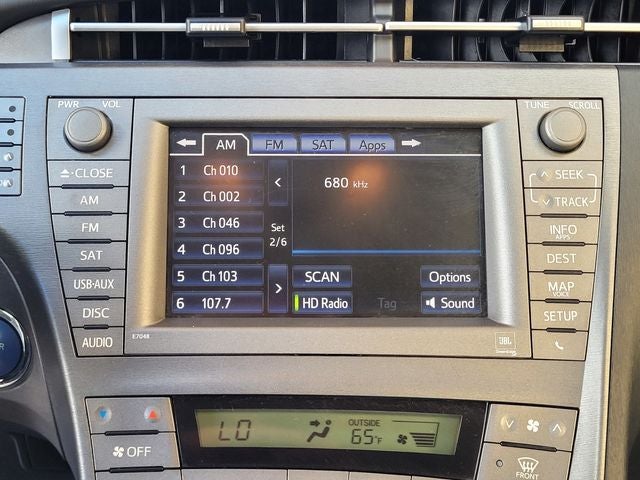 PWR VOL
TUNE SCROLL
CLOSE
AM
FM
SAT
USB·AUX
DISC
AUDIO
AM FM SAT Apps
1 Ch 010
2 Ch 002
3 Ch 046
4 Ch 096
5 Ch 103
6 107.7
<
Set
2/6
>
680 kHz
SCAN
Options
HD Radio
Tag
Sound
SEEK
TRACK
INFO
APPS
DEST
MAP
VOICE
SETUP
E7048
JBL
LO
OUTSIDE
65°F
OFF
FRONT